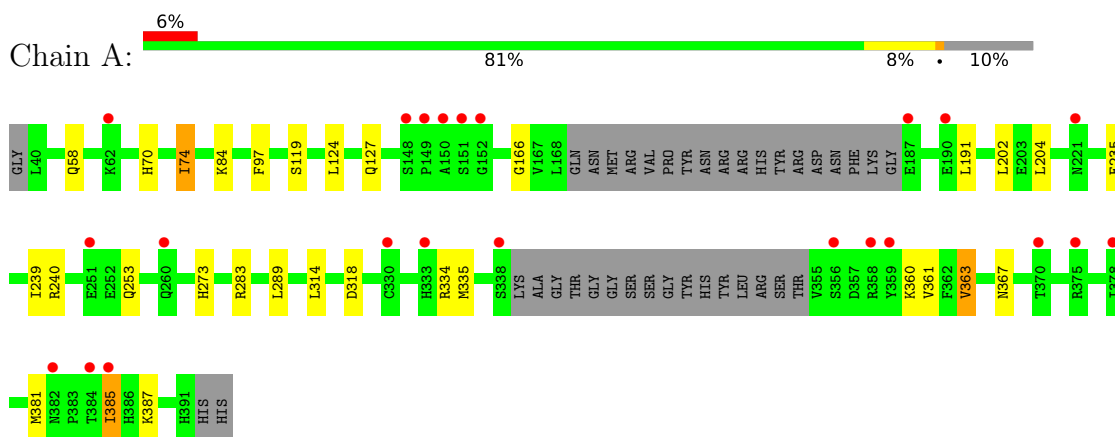 6%
Chain A:
81% 8% • 10%
GLY L40 Q58 K62 H70 I74 K84 F97 S119 L124 Q127 S148 P149 A150 S151 G152 G166 V167 L168 GLN ASN MET ARG VAL PRO TYR ASN ARG ARG HIS TYR ARG ASP ASN PHE LYS GLY E187 E190 L191 L202 E203 L204 N221
I239 R240 E251 E252 Q253 Q260 H273 R283 L289 L314 D318 C330 H333 R334 M335 S338 LYS ALA GLY THR GLY GLY SER SER GLY TYR HIS TYR LEU ARG SER THR V355 S356 D357 R358 Y359 K360 V361 F362 V363 N367 T370 R375 I378
M381 N382 P383 T384 I385 H386 K387 H391 HIS HIS